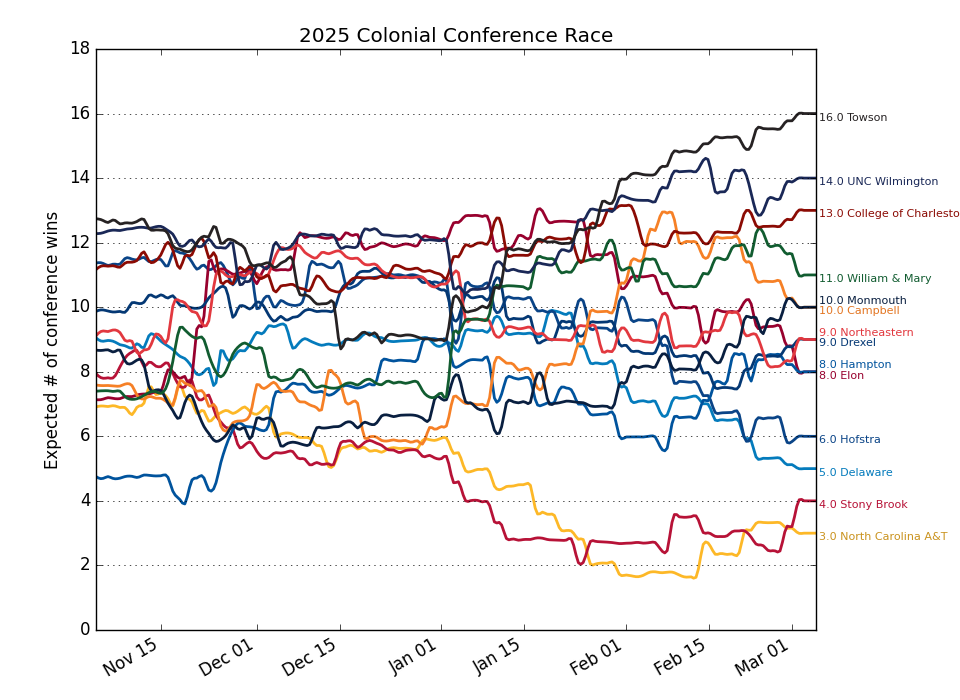 2025 Colonial Conference Race
Expected # of conference wins
18
16
14
12
10
8
6
4
2
0
Nov 15
Dec 01
Dec 15
Jan 01
Jan 15
Feb 01
Feb 15
Mar 01
16.0 Towson
14.0 UNC Wilmington
13.0 College of Charlesto
11.0 William & Mary
10.0 Monmouth
10.0 Campbell
9.0 Northeastern
9.0 Drexel
8.0 Hampton
8.0 Elon
6.0 Hofstra
5.0 Delaware
4.0 Stony Brook
3.0 North Carolina A&T